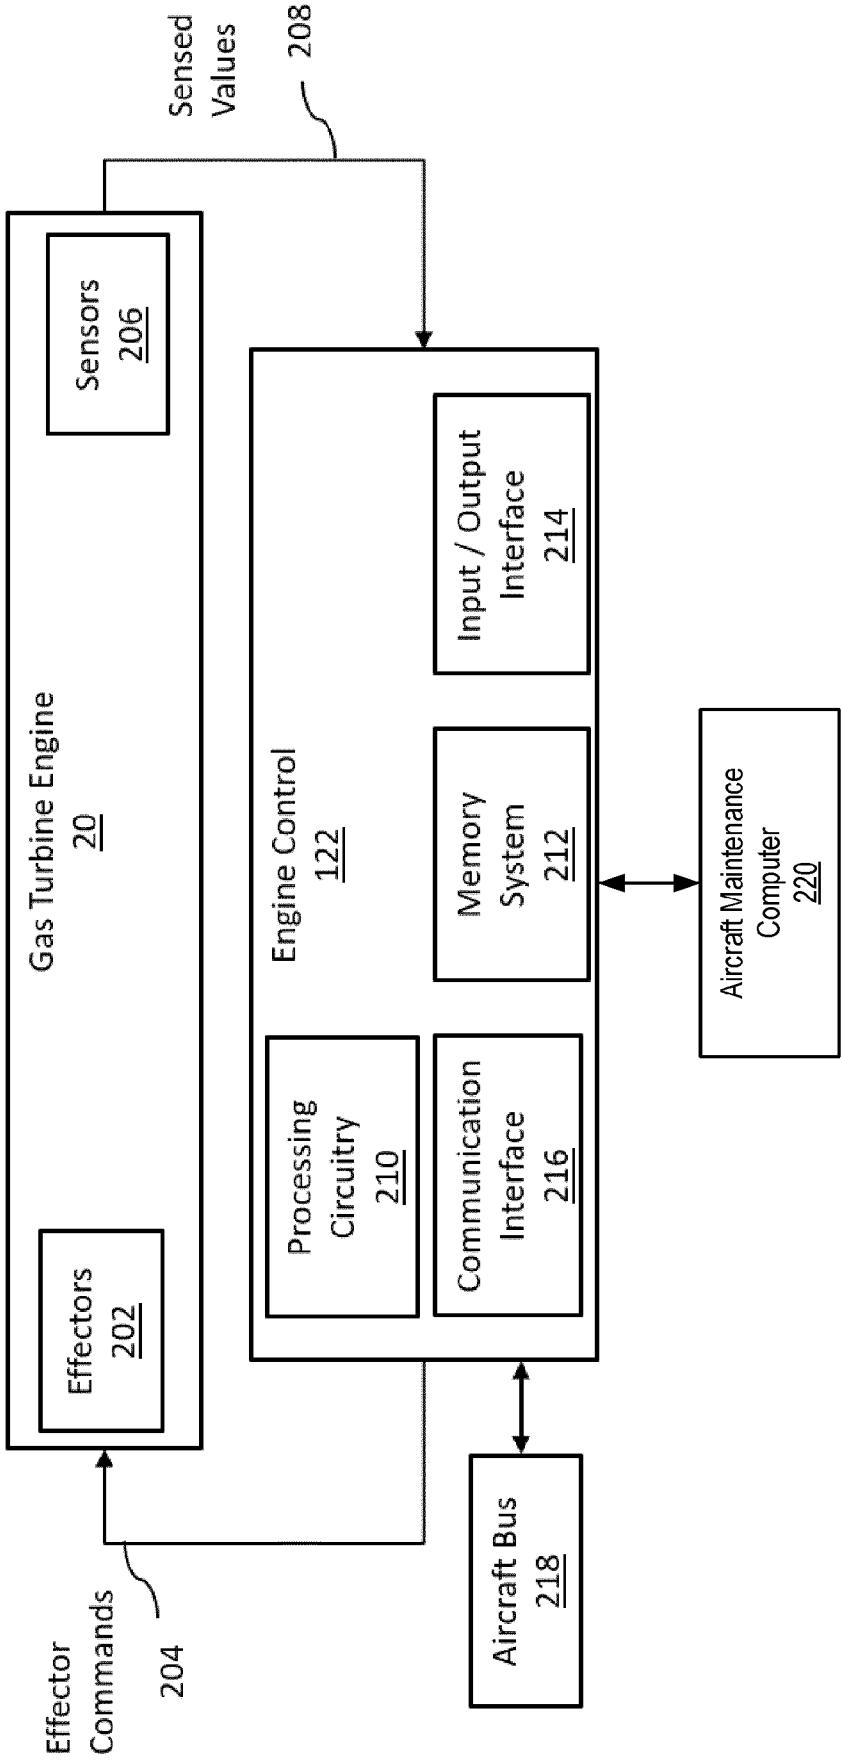 Gas Turbine Engine
20
Effectors
202
Sensors
206
Effector
Commands
204
Sensed
Values
208
Engine Control
122
Processing
Circuitry
210
Communication
Interface
216
Memory
System
212
Input / Output
Interface
214
Aircraft Bus
218
Aircraft Maintenance
Computer
220